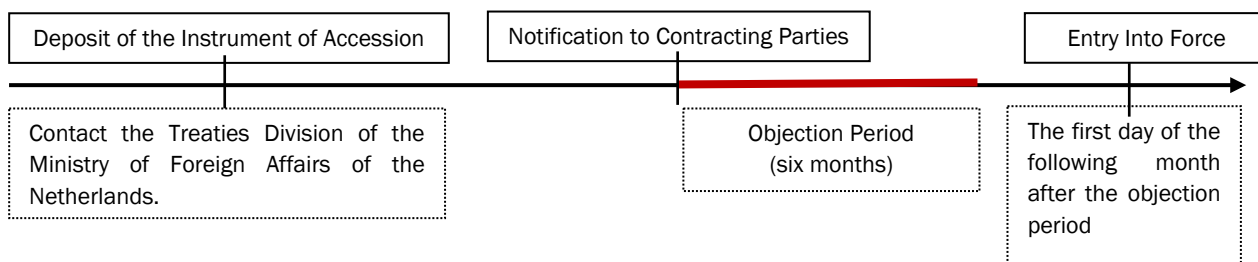 Deposit of the Instrument of Accession
Notification to Contracting Parties
Entry Into Force
Contact the Treaties Division of the
Ministry of Foreign Affairs of the
Netherlands.
Objection Period
(six months)
The first day of the
following month
after the objection
period